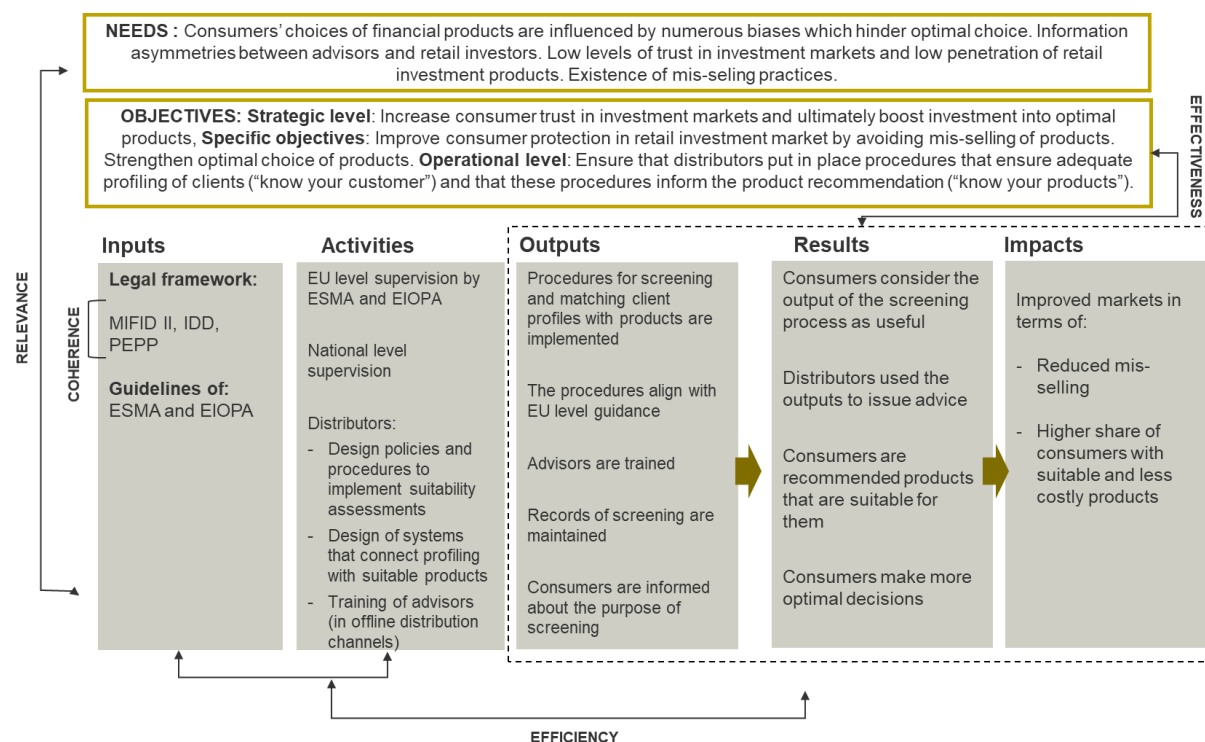 NEEDS : Consumers' choices of financial products are influenced by numerous biases which hinder optimal choice. Information
asymmetries between advisors and retail investors. Low levels of trust in investment markets and low penetration of retail
investment products. Existence of mis-seling practices.
OBJECTIVES: Strategic level: Increase consumer trust in investment markets and ultimately boost investment into optimal
products, Specific objectives: Improve consumer protection in retail investment market by avoiding mis-selling of products.
Strengthen optimal choice of products. Operational level: Ensure that distributors put in place procedures that ensure adequate
profiling of clients ("know your customer") and that these procedures inform the product recommendation ("know your products").
EFFECTIVENESS
RELEVANCE
COHERENCE
Inputs
Legal framework:
MIFID II, IDD,
PEPP
Guidelines of:
ESMA and EIOPA
Activities
EU level supervision by
ESMA and EIOPA
National level
supervision
Distributors:
- Design policies and
procedures to
implement suitability
assessments
- Design of systems
that connect profiling
with suitable products
- Training of advisors
(in offline distribution
channels)
Outputs
Procedures for screening
and matching client
profiles with products are
implemented
The procedures align with
EU level guidance
Advisors are trained
Records of screening are
maintained
Consumers are informed
about the purpose of
screening
Results
Consumers consider the
output of the screening
process as useful
Distributors used the
outputs to issue advice
Consumers are
recommended products
that are suitable for
them
Consumers make more
optimal decisions
Impacts
Improved markets in
terms of:
- Reduced mis-
selling
- Higher share of
consumers with
suitable and less
costly products
EFFICIENCY